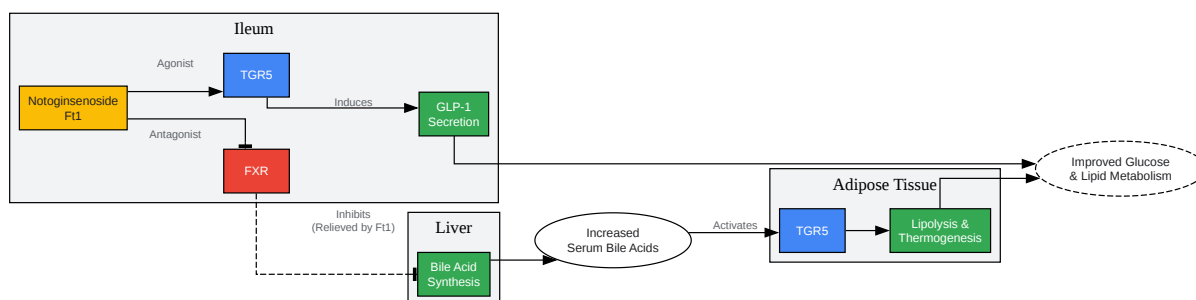 Ileum
Agonist
TGR5
Notoginsenoside
Ft1
Induces
GLP-1
Secretion
Antagonist
FXR
Improved Glucose
& Lipid Metabolism
Adipose Tissue
Inhibits
(Relieved by Ft1)
Liver
Increased
Serum Bile Acids
Activates
TGR5
Lipolysis &
Thermogenesis
Bile Acid
Synthesis